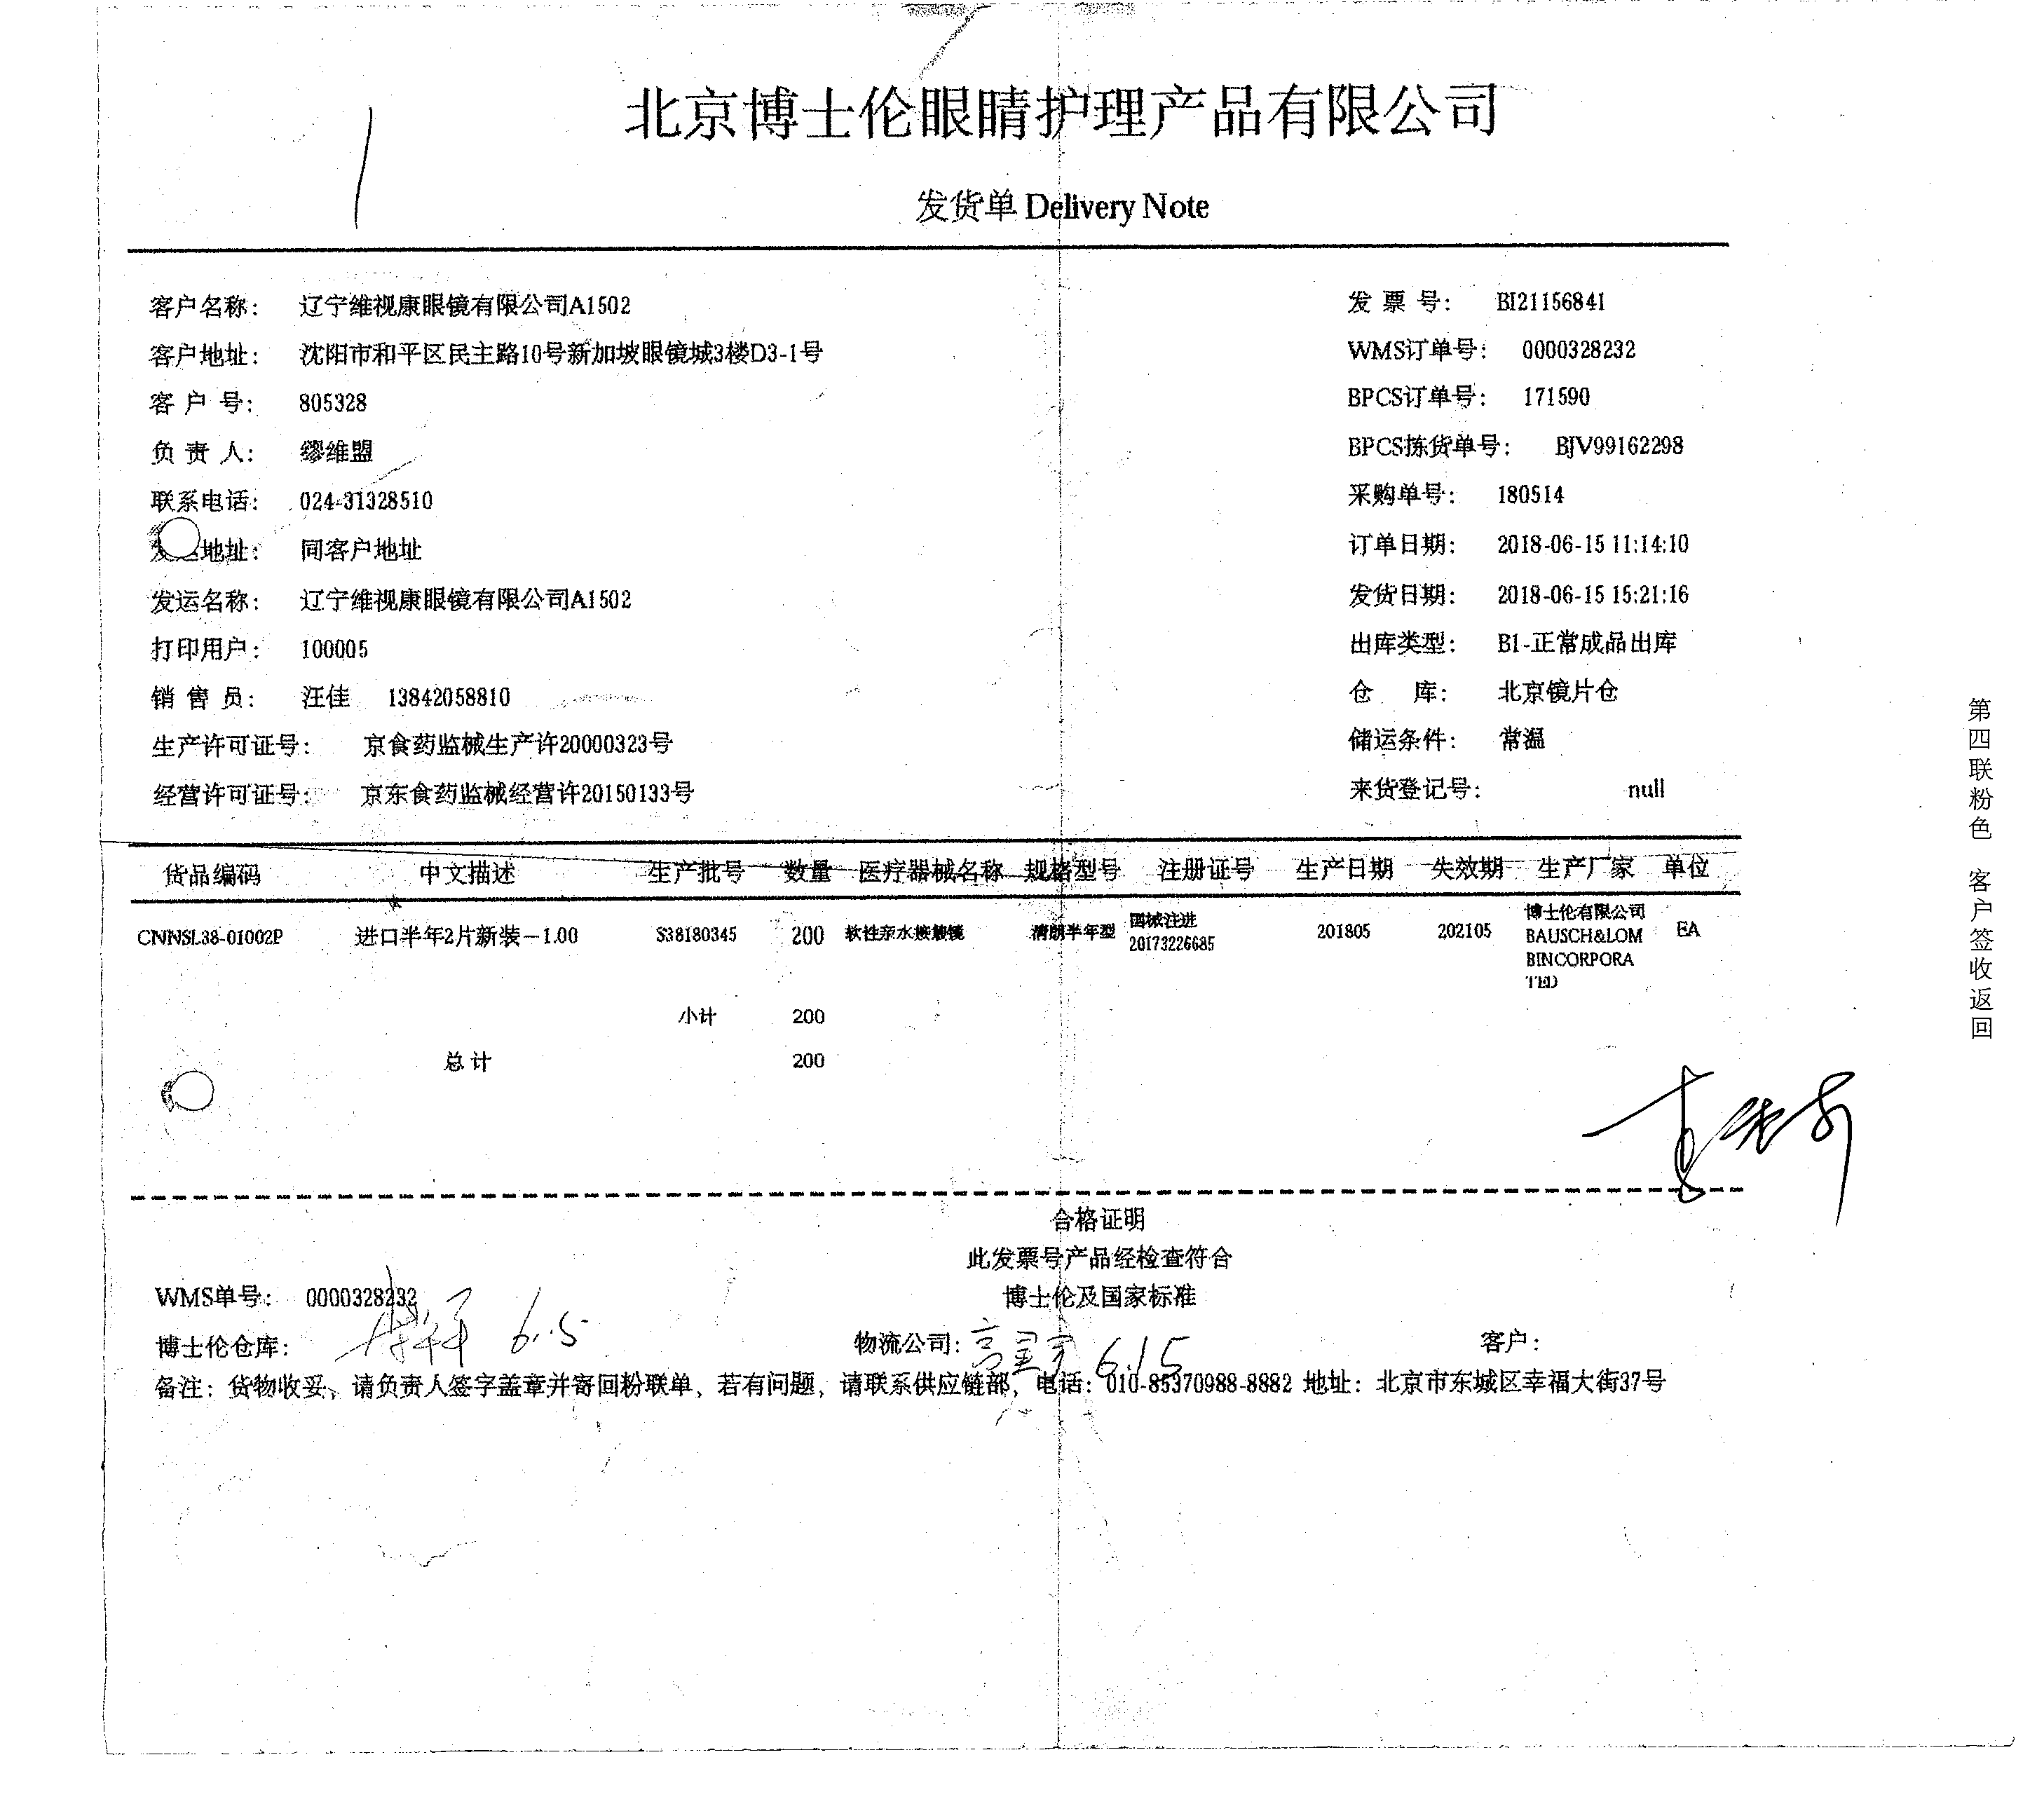 北京博士伦眼睛护理产品有限公司
发货单 Delivery Note
客户名称： 辽宁维视康眼镜有限公司A1502
发 票 号： BI21156841
客户地址： 沈阳市和平区民主路10号新加坡眼镜城3楼D3-1号
WMS订单号： 0000328232
客 户 号： 805328
BPCS订单号： 171590
负 责 人： 缪维盟
BPCS拣货单号： BJV99162298
联系电话： 024-31328510
采购单号： 180514
地址： 同客户地址
订单日期： 2018-06-15 11:14:10
发运名称： 辽宁维视康眼镜有限公司A1502
发货日期： 2018-06-15 15:21:16
打印用户： 100005
出库类型： B1-正常成品出库
销 售 员： 汪佳 13842058810
仓 库： 北京镜片仓
生产许可证号： 京食药监械生产许20000323号
储运条件： 常温
经营许可证号： 京东食药监械经营许20150133号
来货登记号： null
货品编码 中文描述 生产批号 数量 医疗器械名称 规格型号 注册证号 生产日期 失效期 生产厂家 单位
CNNSL38-01002P 进口半年2片新装－1.00 S38180345 200 软性亲水接触镜 清朗半年型 国械注进 20173226685 201805 202105 博士伦有限公司 EA
BAUSCH&LOM
BINCORPORA
TED
小计 200
总计 200
合格证明
此发票号产品经检查符合
博士伦及国家标准
WMS单号： 0000328232
博士伦仓库： 6.15
物流公司： 6.15
客户：
备注：货物收妥、请负责人签字盖章并寄回粉联单，若有问题，请联系供应链部，电话：010-85370988-8882 地址：北京市东城区幸福大街37号
第四联粉色 客户签收返回